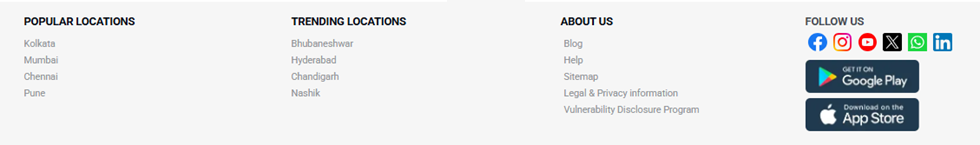 POPULAR LOCATIONS
Kolkata
Mumbai
Chennai
Pune
TRENDING LOCATIONS
Bhubaneshwar
Hyderabad
Chandigarh
Nashik
ABOUT US
Blog
Help
Sitemap
Legal & Privacy information
Vulnerability Disclosure Program
FOLLOW US
GET IT ON
Google Play
Download on the
App Store